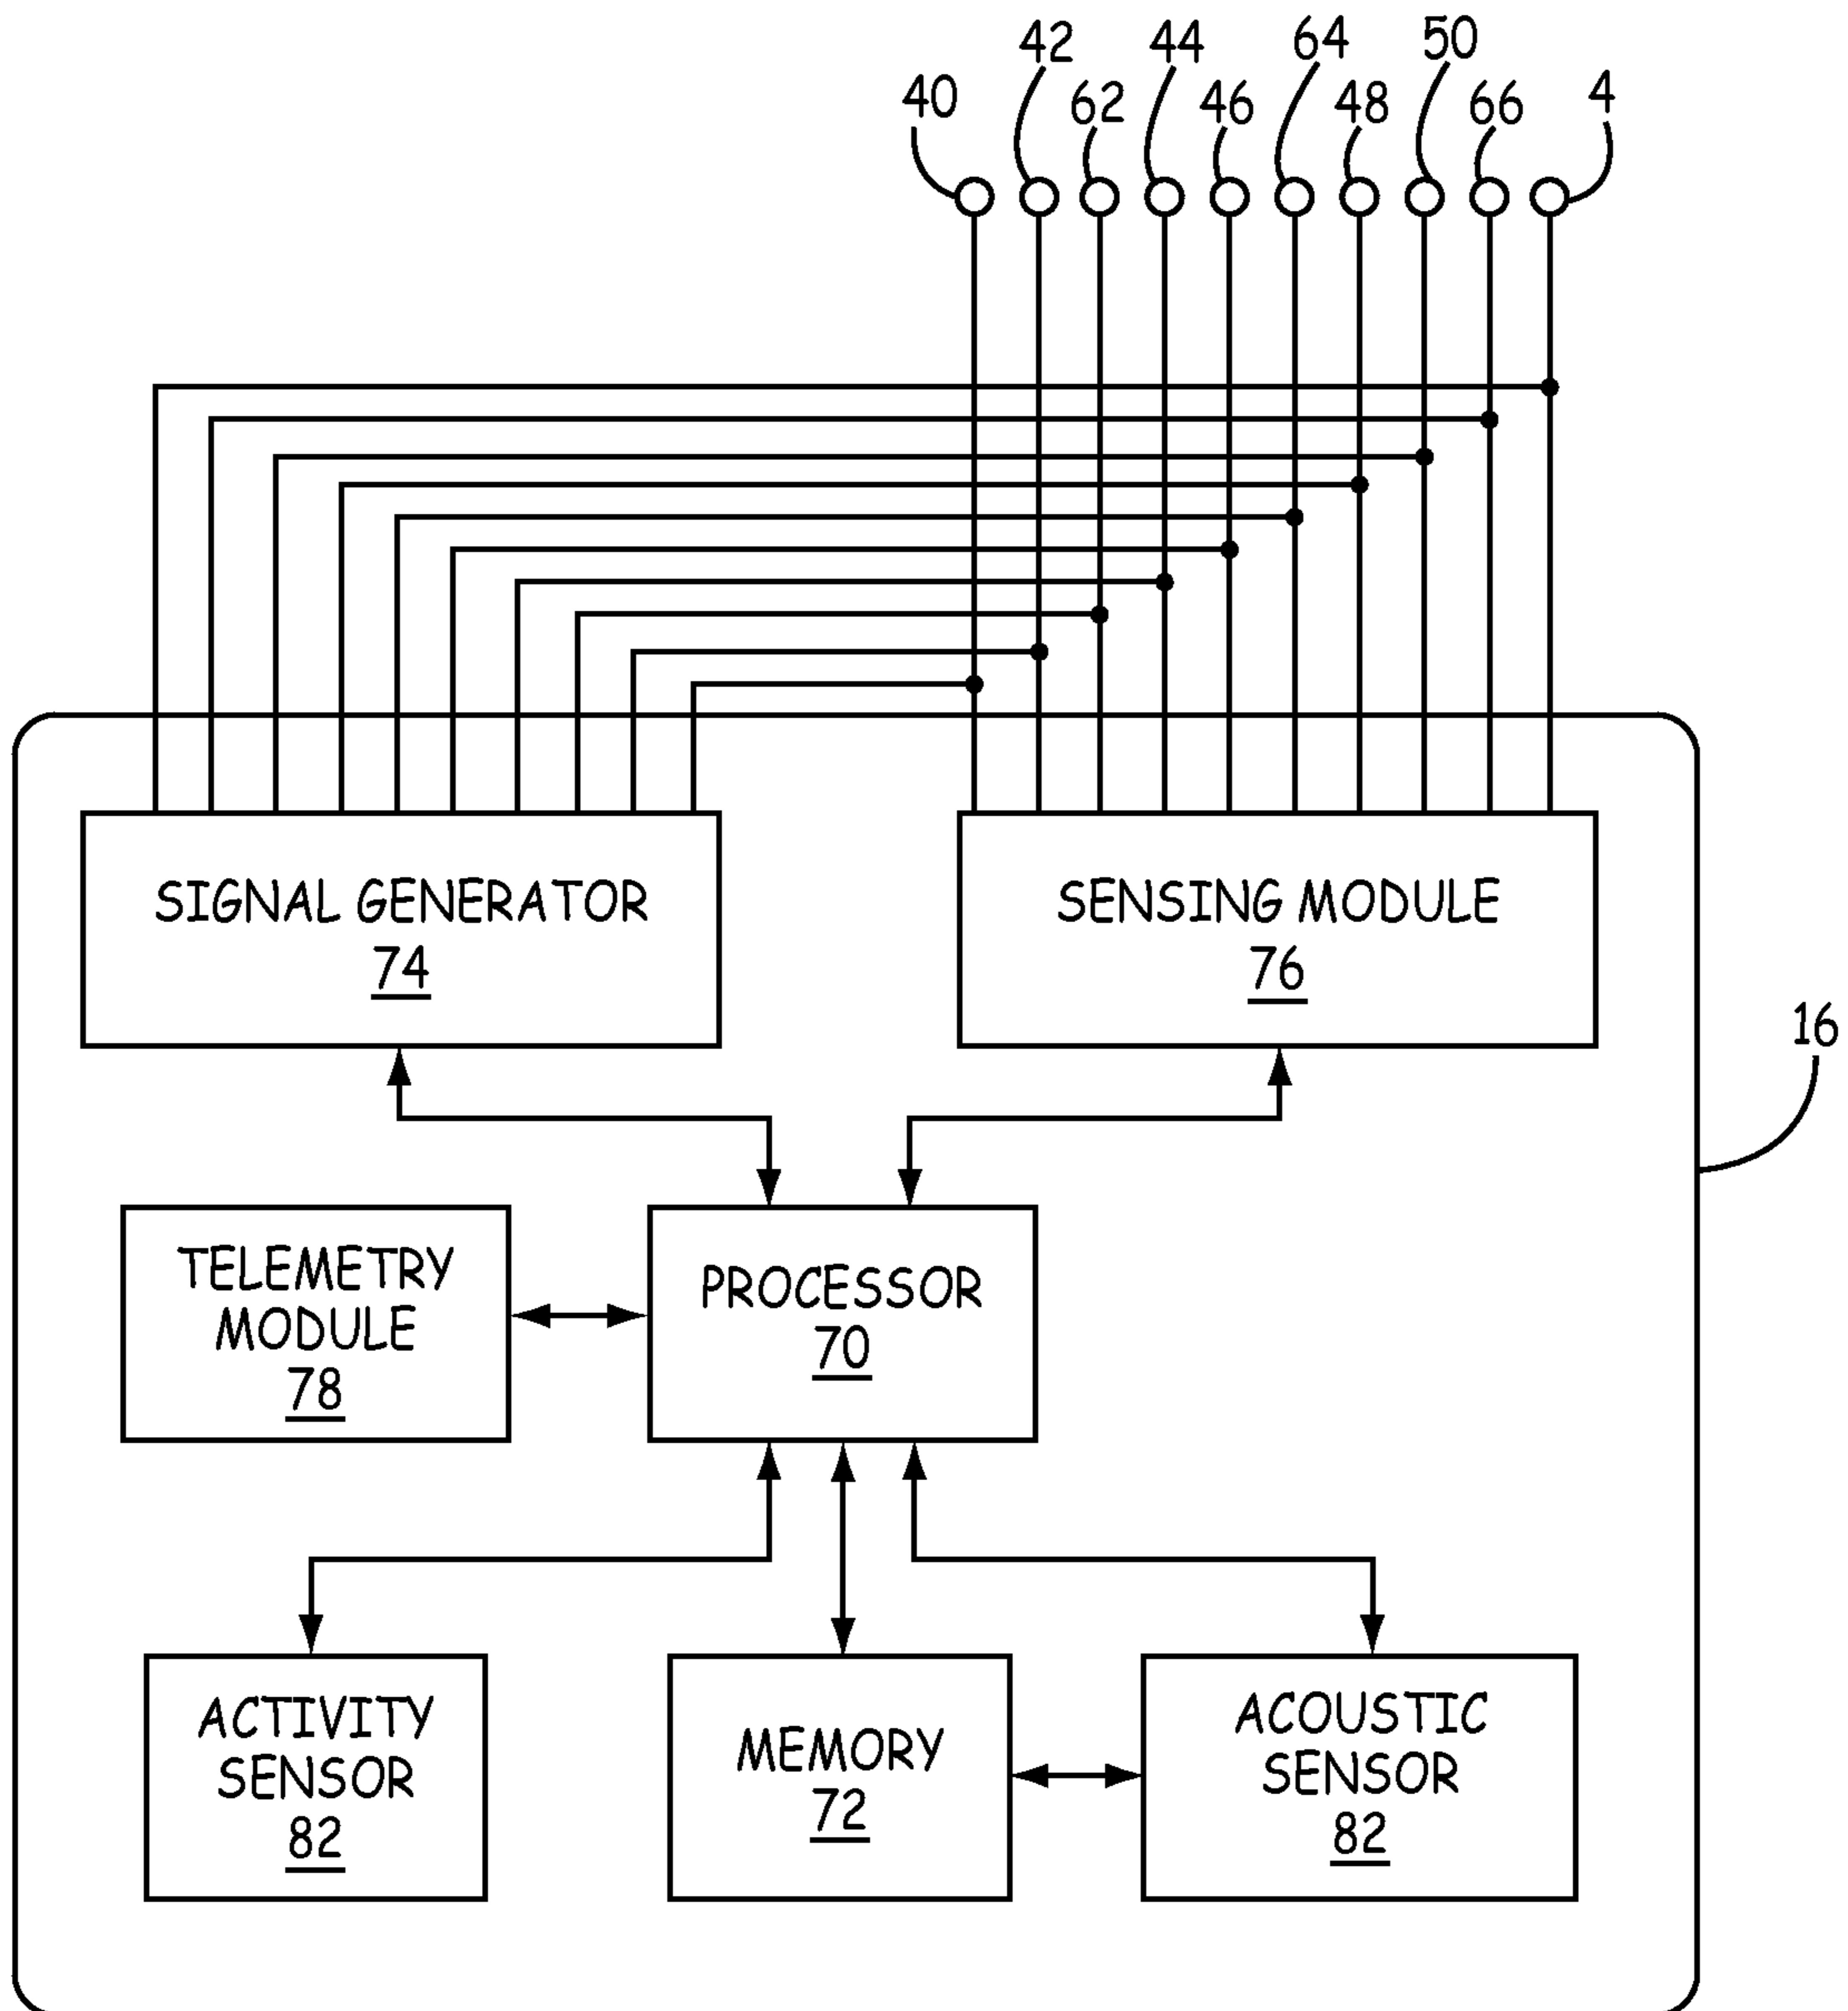 42 44 64 50
40 62 46 48 66 4
SIGNAL GENERATOR
74
SENSING MODULE
76
16
TELEMETRY
MODULE
78
PROCESSOR
70
ACTIVITY
SENSOR
82
MEMORY
72
ACOUSTIC
SENSOR
82